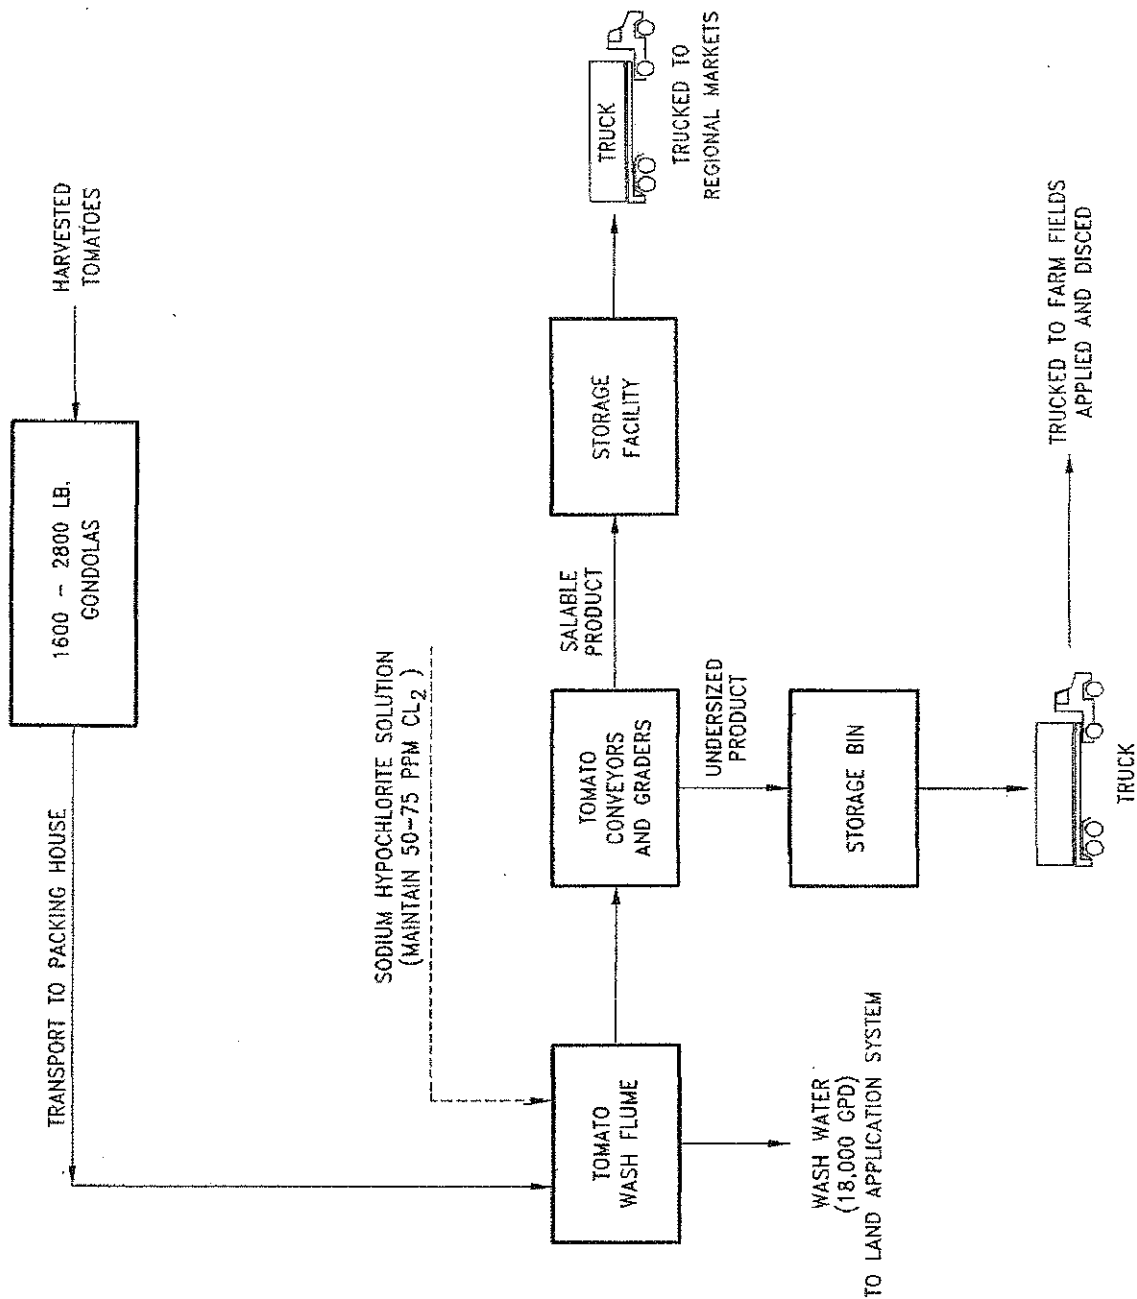 HARVESTED
TOMATOES
1600 - 2800 LB.
GONDOLAS
TRANSPORT TO PACKING HOUSE
SODIUM HYPOCHLORITE SOLUTION
(MAINTAIN 50-75 PPM CL2 )
TOMATO
WASH FLUME
WASH WATER
(18,000 GPD)
TO LAND APPLICATION SYSTEM
TOMATO
CONVEYORS
AND GRADERS
SALABLE
PRODUCT
STORAGE
FACILITY
TRUCK
TRUCKED TO
REGIONAL MARKETS
UNDERSIZED
PRODUCT
STORAGE BIN
TRUCK
TRUCKED TO FARM FIELDS
APPLIED AND DISCED